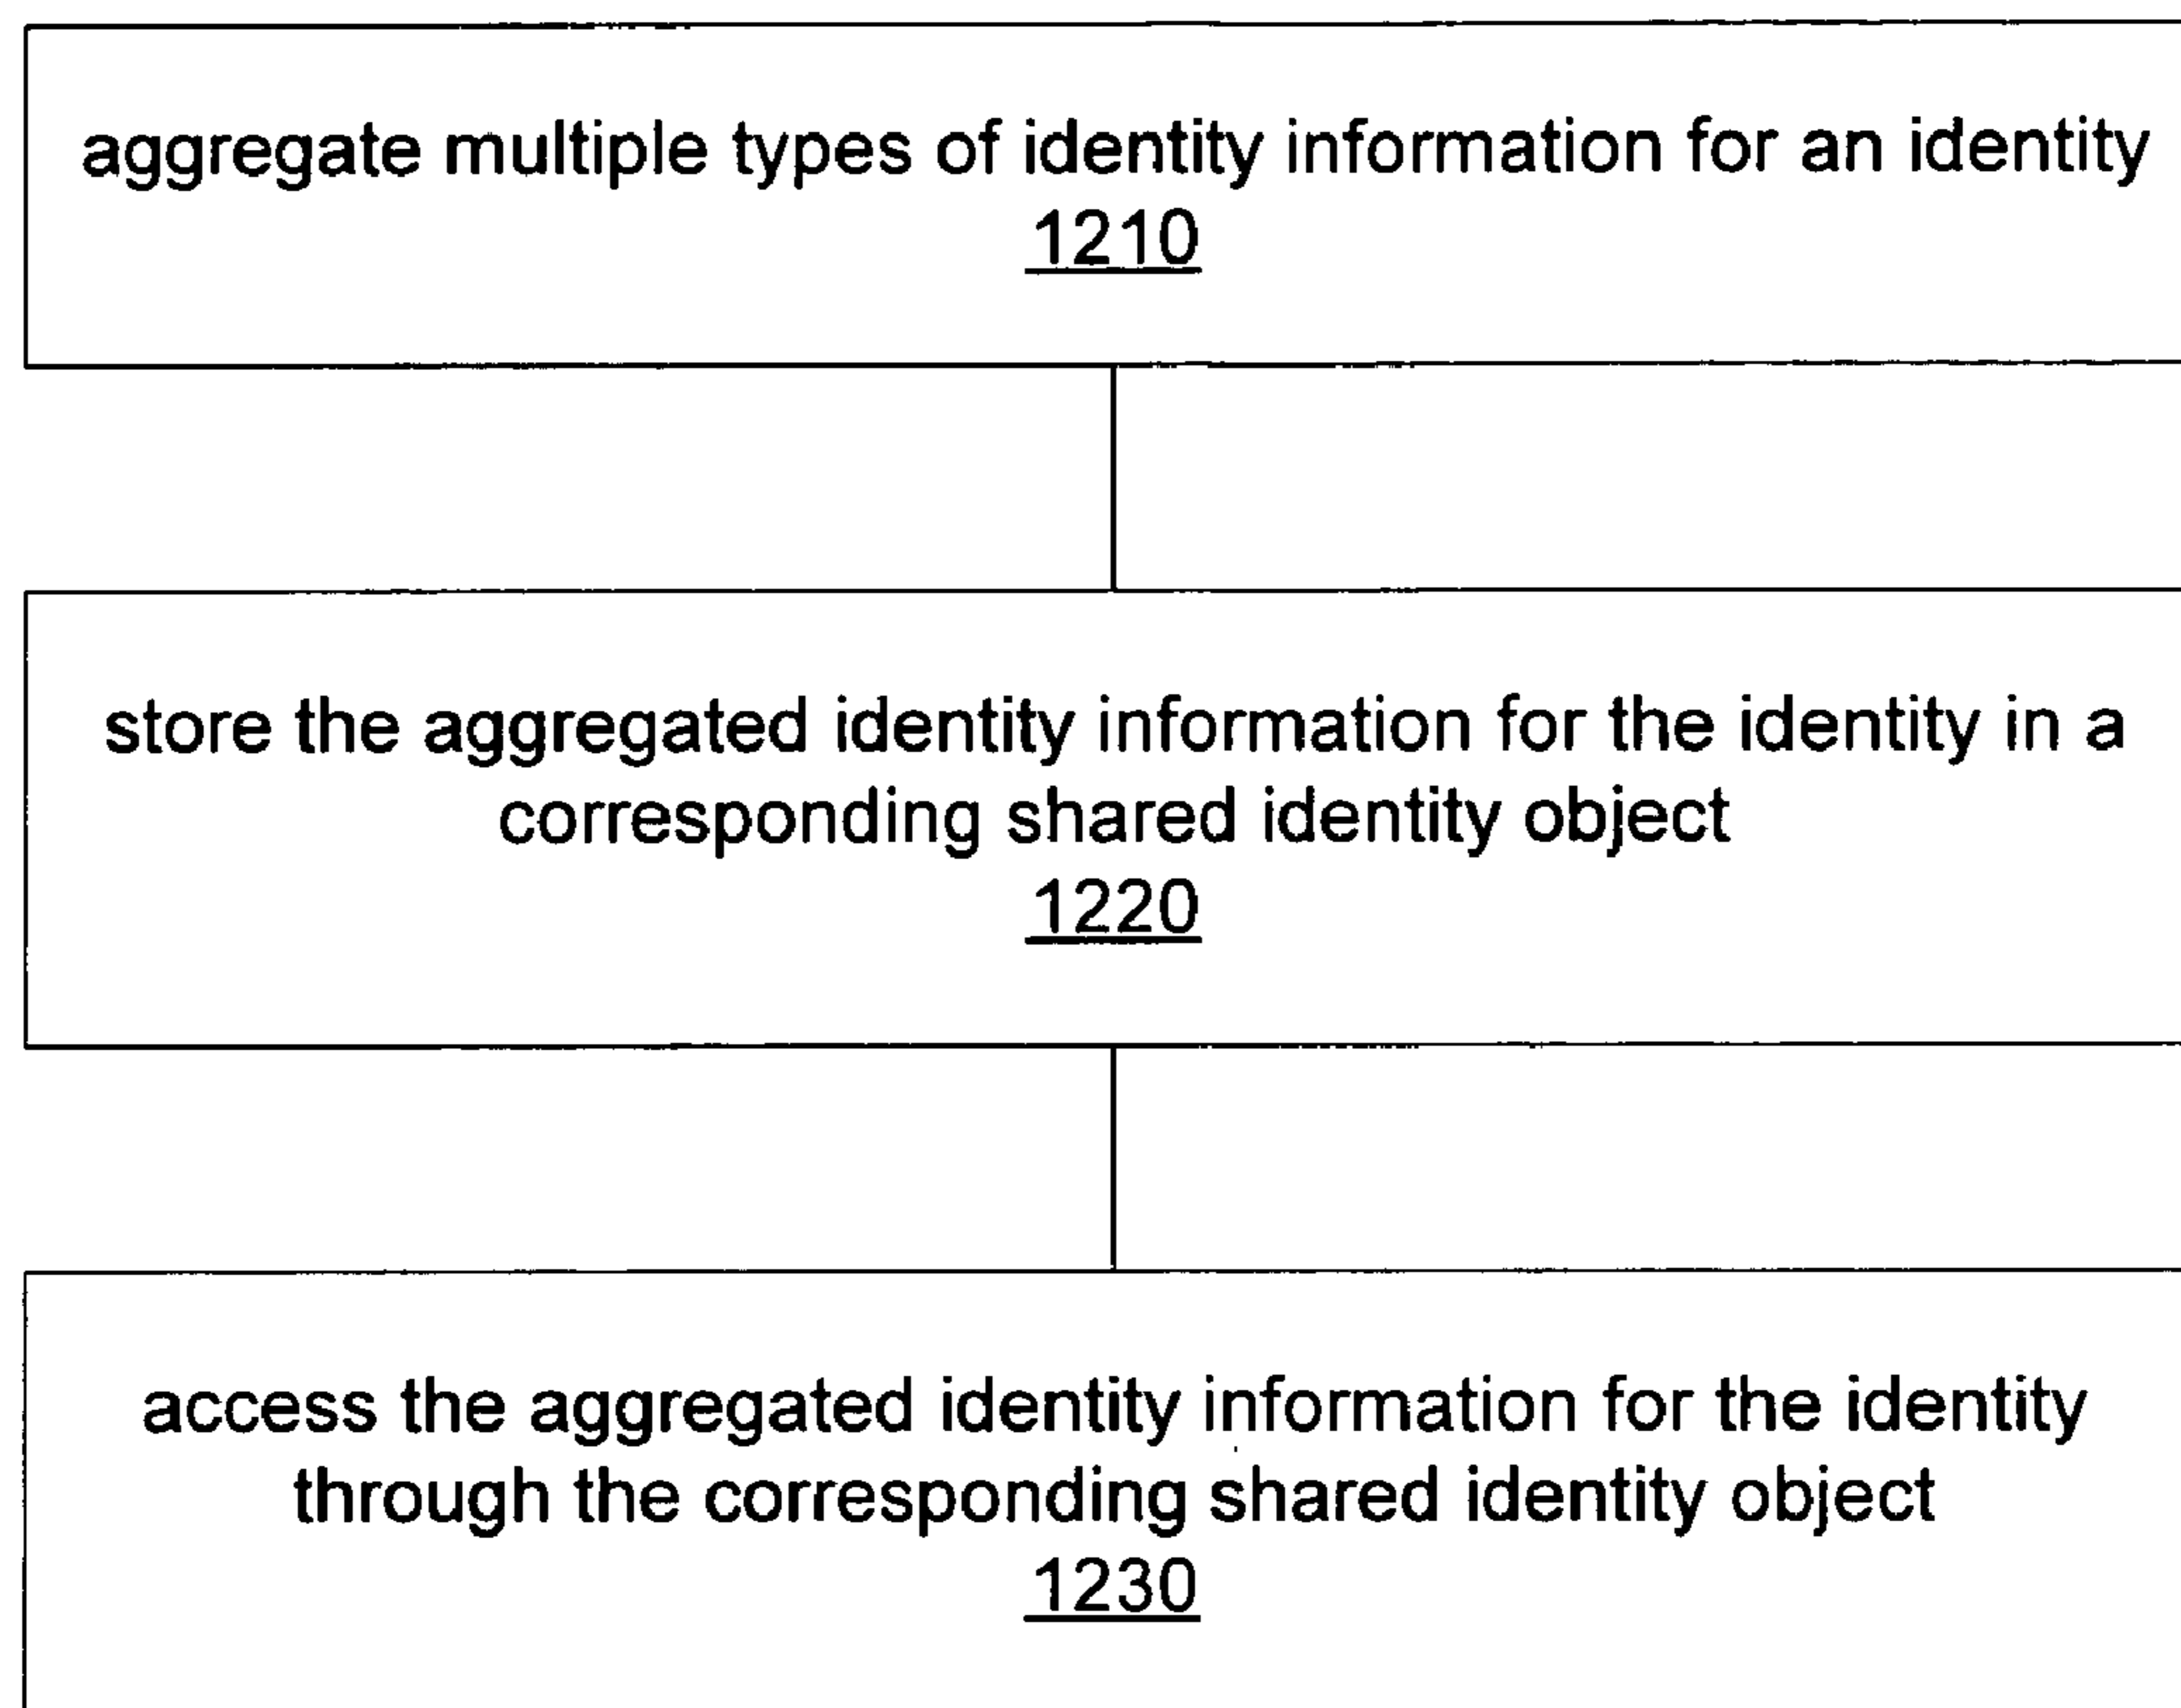 aggregate multiple types of identity information for an identity
1210
store the aggregated identity information for the identity in a
corresponding shared identity object
1220
access the aggregated identity information for the identity
through the corresponding shared identity object
1230